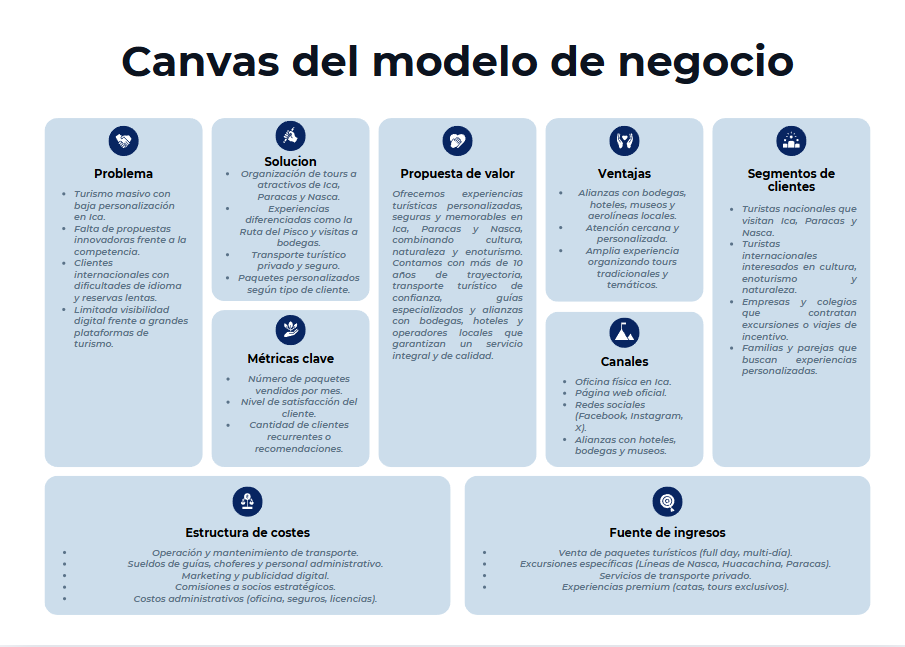 Canvas del modelo de negocio
Problema
• Turismo masivo con
baja personalización
en Ica.
• Falta de propuestas
innovadoras frente a la
competencia.
• Clientes
internacionales con
dificultades de idioma
y reservas lentas.
• Limitada visibilidad
digital frente a grandes
plataformas de
turismo.
Solucion
• Organización de tours a
atractivos de Ica,
Paracas y Nasca.
• Experiencias
diferenciadas como la
Ruta del Pisco y visitas a
bodegas.
• Transporte turístico
privado y seguro.
• Paquetes personalizados
según tipo de cliente.
Métricas clave
• Número de paquetes
vendidos por mes.
• Nivel de satisfacción del
cliente.
• Cantidad de clientes
recurrentes o
recomendaciones.
Propuesta de valor
Ofrecemos experiencias
turísticas personalizadas,
seguras y memorables en
Ica, Paracas y Nasca,
combinando cultura,
naturaleza y enoturismo.
Contamos con más de 10
años de trayectoria,
transporte turístico de
confianza, guías
especializados y alianzas
con bodegas, hoteles y
operadores locales que
garantizan un servicio
integral y de calidad.
Ventajas
• Alianzas con bodegas,
hoteles, museos y
aerolíneas locales.
• Atención cercana y
personalizada.
• Amplia experiencia
organizando tours
tradicionales y
temáticos.
Canales
• Oficina física en Ica.
• Página web oficial.
• Redes sociales
(Facebook, Instagram,
X).
• Alianzas con hoteles,
bodegas y museos.
Segmentos de
clientes
• Turistas nacionales que
visitan Ica, Paracas y
Nasca.
• Turistas
internacionales
interesados en cultura,
enoturismo y
naturaleza.
• Empresas y colegios
que contratan
excursiones o viajes de
incentivo.
• Familias y parejas que
buscan experiencias
personalizadas.
Estructura de costes
• Operación y mantenimiento de transporte.
• Sueldos de guías, choferes y personal administrativo.
• Marketing y publicidad digital.
• Comisiones a socios estratégicos.
• Costos administrativos (oficina, seguros, licencias).
Fuente de ingresos
• Venta de paquetes turísticos (full day, multi-día).
• Excursiones específicas (Líneas de Nasca, Huacachina, Paracas).
• Servicios de transporte privado.
• Experiencias premium (catas, tours exclusivos).